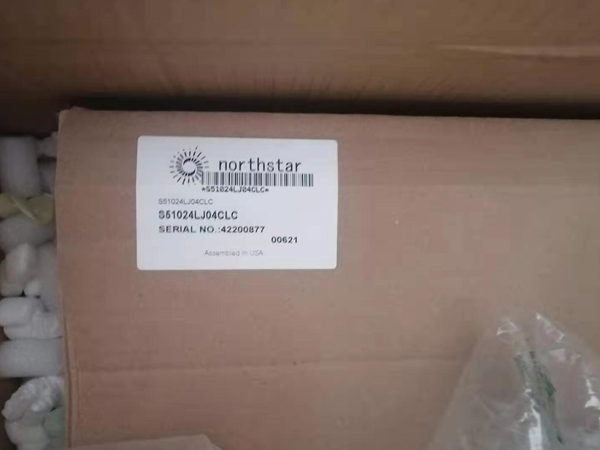 northstar
*S51024LJ04CLC*
S51024LJ04CLC
S51024LJ04CLC
SERIAL NO.:42200877
00621
Assembled in USA